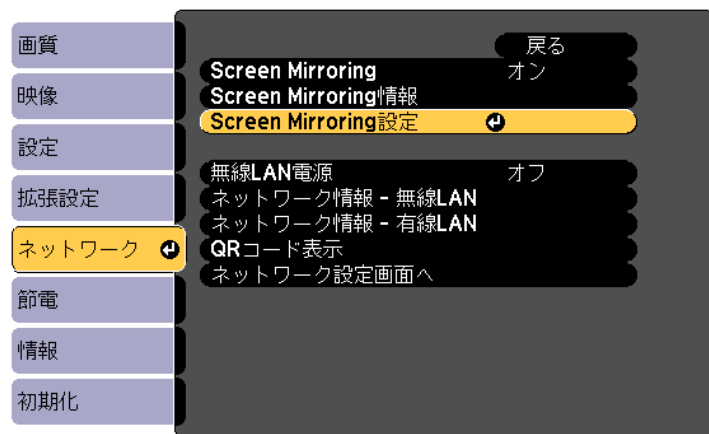 画質
映像
設定
拡張設定
ネットワーク
節電
情報
初期化
戻る
Screen Mirroring オン
Screen Mirroring情報
Screen Mirroring設定
無線LAN電源 オフ
ネットワーク情報 - 無線LAN
ネットワーク情報 - 有線LAN
QRコード表示
ネットワーク設定画面へ